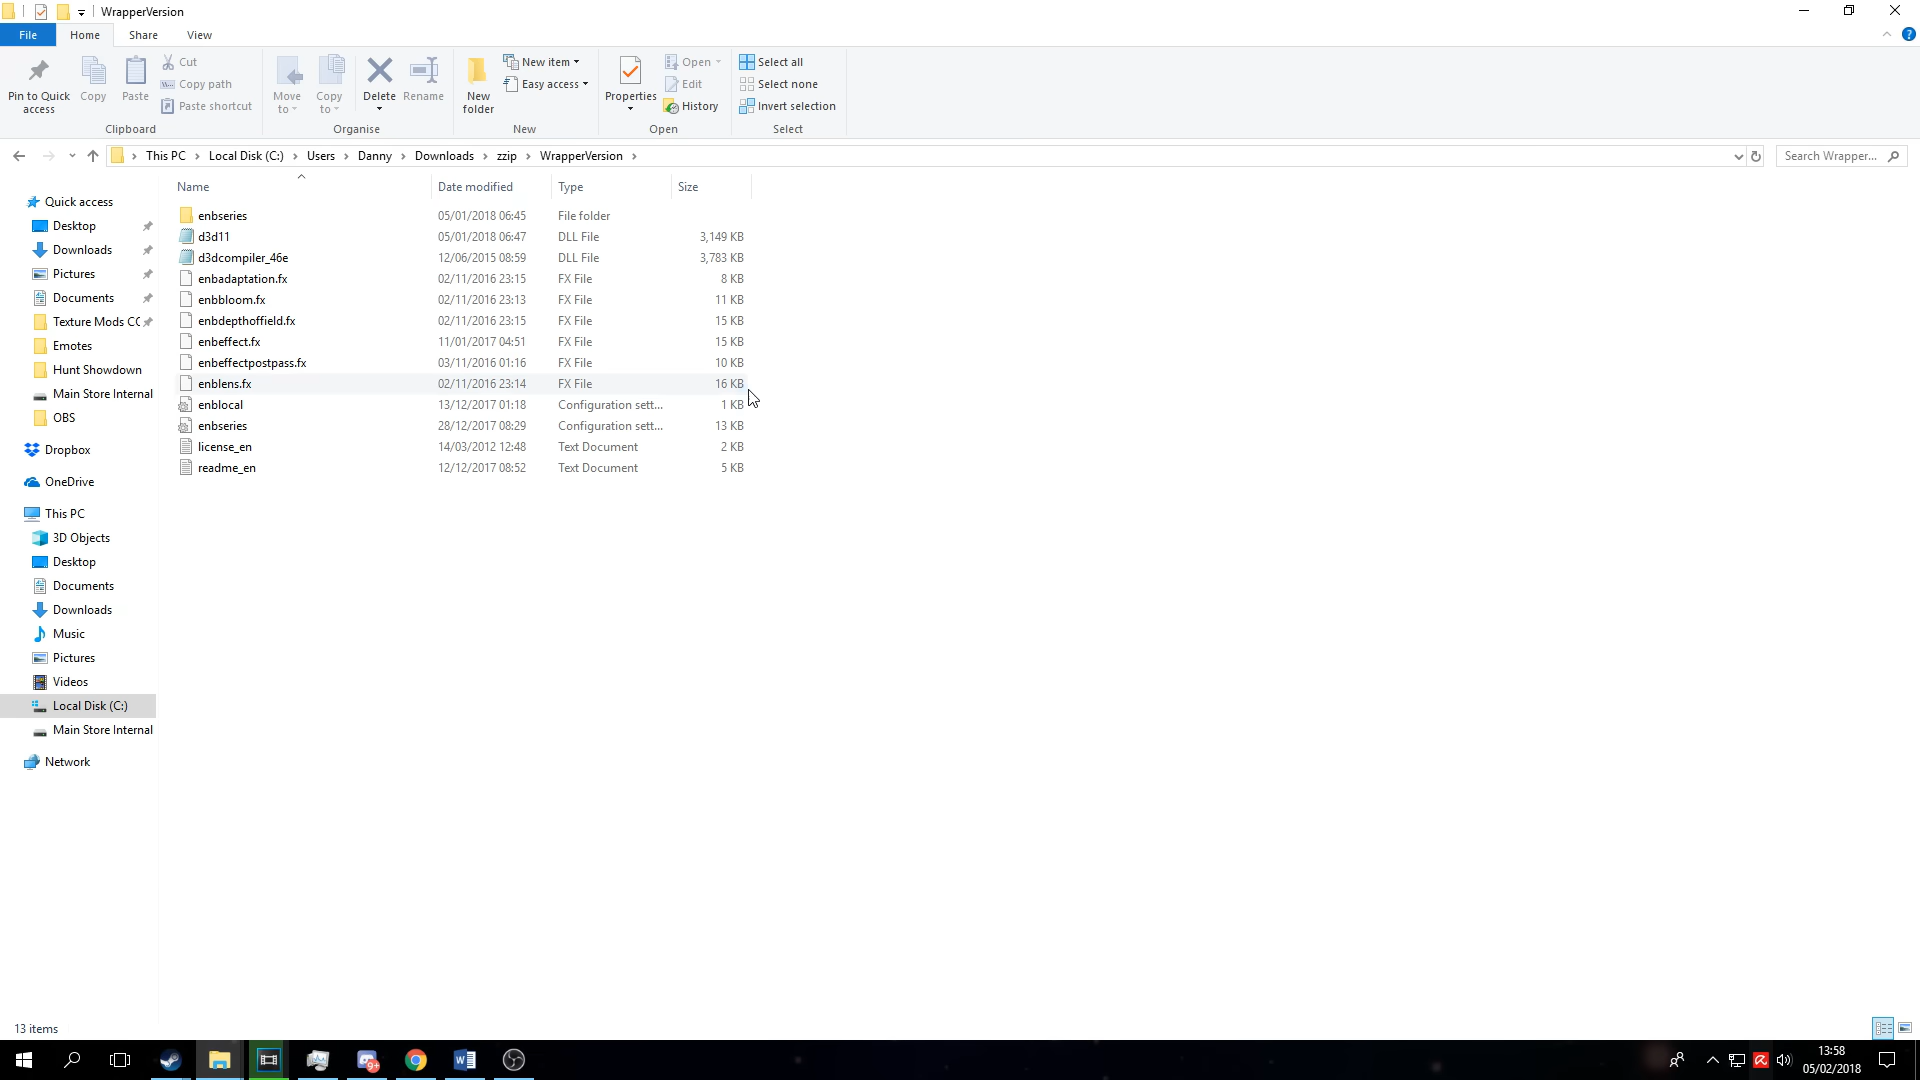 WrapperVersion
File Home Share View
Pin to Quick access
Copy
Paste
Cut
Copy path
Paste shortcut
Clipboard
Move to
Copy to
Delete
Rename
Organise
New folder
New item
Easy access
New
Properties
Open
Edit
History
Open
Select all
Select none
Invert selection
Select
This PC > Local Disk (C:) > Users > Danny > Downloads > zzip > WrapperVersion >
Search Wrapper...
Quick access
Desktop
Downloads
Pictures
Documents
Texture Mods CC
Emotes
Hunt Showdown
Main Store Internal
OBS
Dropbox
OneDrive
This PC
3D Objects
Desktop
Documents
Downloads
Music
Pictures
Videos
Local Disk (C:)
Main Store Internal
Network
Name Date modified Type Size
enbseries 05/01/2018 06:45 File folder
d3d11 05/01/2018 06:47 DLL File 3,149 KB
d3dcompiler_46e 12/06/2015 08:59 DLL File 3,783 KB
enbadaptation.fx 02/11/2016 23:15 FX File 8 KB
enbbloom.fx 02/11/2016 23:13 FX File 11 KB
enbdepthoffield.fx 02/11/2016 23:15 FX File 15 KB
enbeffect.fx 11/01/2017 04:51 FX File 15 KB
enbeffectpostpass.fx 03/11/2016 01:16 FX File 10 KB
enblens.fx 02/11/2016 23:14 FX File 16 KB
enblocal 13/12/2017 01:18 Configuration sett... 1 KB
enbseries 28/12/2017 08:29 Configuration sett... 13 KB
license_en 14/03/2012 12:48 Text Document 2 KB
readme_en 12/12/2017 08:52 Text Document 5 KB
13 items
9+
13:58
05/02/2018